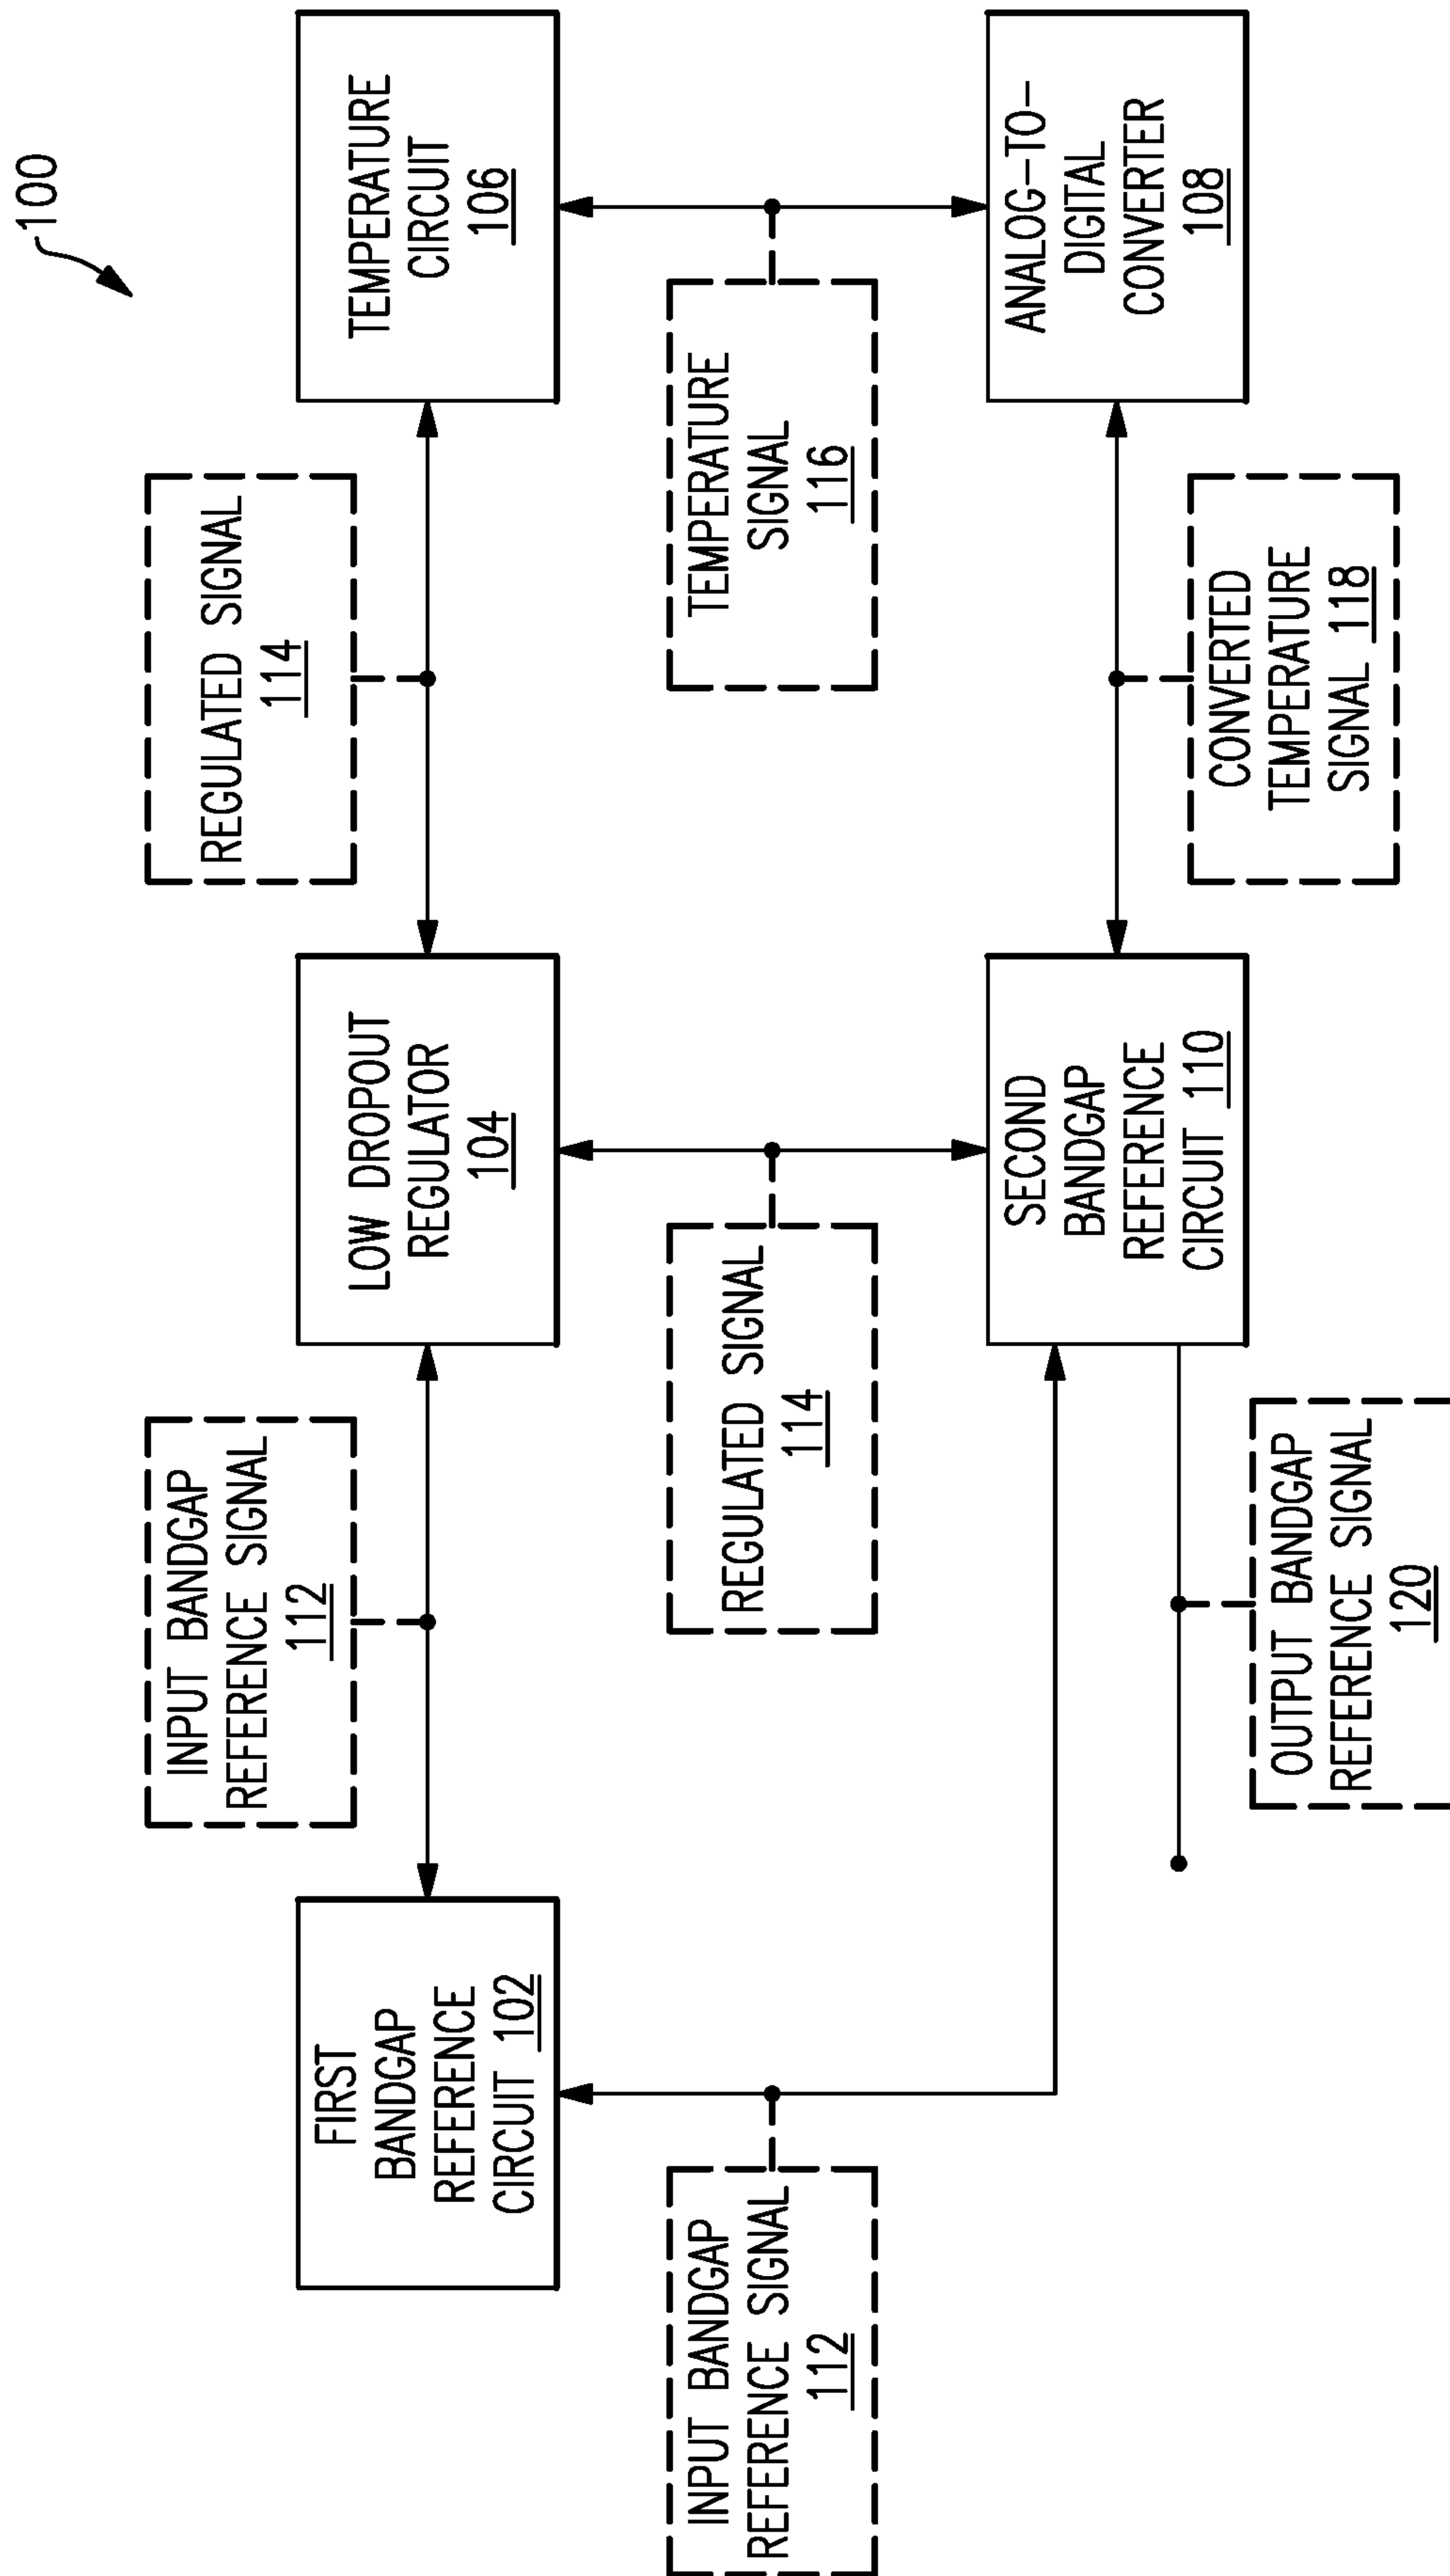 100
INPUT BANDGAP
REFERENCE SIGNAL
112
REGULATED SIGNAL
114
FIRST
BANDGAP
REFERENCE
CIRCUIT 102
LOW DROPOUT
REGULATOR
104
TEMPERATURE
CIRCUIT
106
INPUT BANDGAP
REFERENCE SIGNAL
112
REGULATED SIGNAL
114
TEMPERATURE
SIGNAL
116
SECOND
BANDGAP
REFERENCE
CIRCUIT 110
ANALOG-TO-
DIGITAL
CONVERTER
108
OUTPUT BANDGAP
REFERENCE SIGNAL
120
CONVERTED
TEMPERATURE
SIGNAL 118